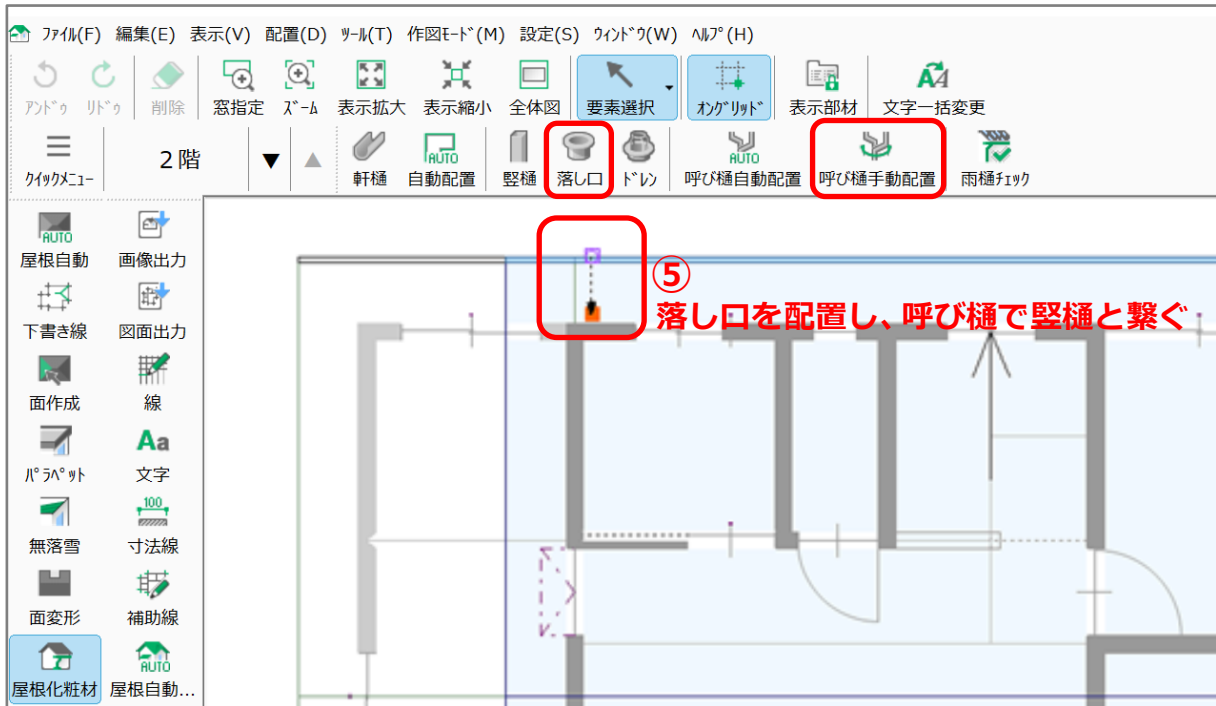 ﾌｧｲﾙ(F) 編集(E) 表示(V) 配置(D) ﾂｰﾙ(T) 作図ﾓｰﾄﾞ(M) 設定(S) ｳｨﾝﾄﾞｳ(W) ﾍﾙﾌﾟ(H)
ｱﾝﾄﾞｩ ﾘﾄﾞｩ 削除 窓指定 ｽﾞｰﾑ 表示拡大 表示縮小 全体図 要素選択 ｵﾝｸﾞﾘｯﾄﾞ 表示部材 文字一括変更
ｸｲｯｸﾒﾆｭｰ 2階 ▼ ▲ 軒樋 AUTO 自動配置 竪樋 落し口 ﾄﾞﾚﾝ AUTO 呼び樋自動配置 呼び樋手動配置 雨樋ﾁｪｯｸ
AUTO
屋根自動 画像出力
下書き線 図面出力
面作成 線
Aa
ﾊﾟﾗﾍﾟｯﾄ 文字
100
無落雪 寸法線
面変形 補助線
AUTO
屋根化粧材 屋根自動...
⑤
落し口を配置し、呼び樋で竪樋と繋ぐ